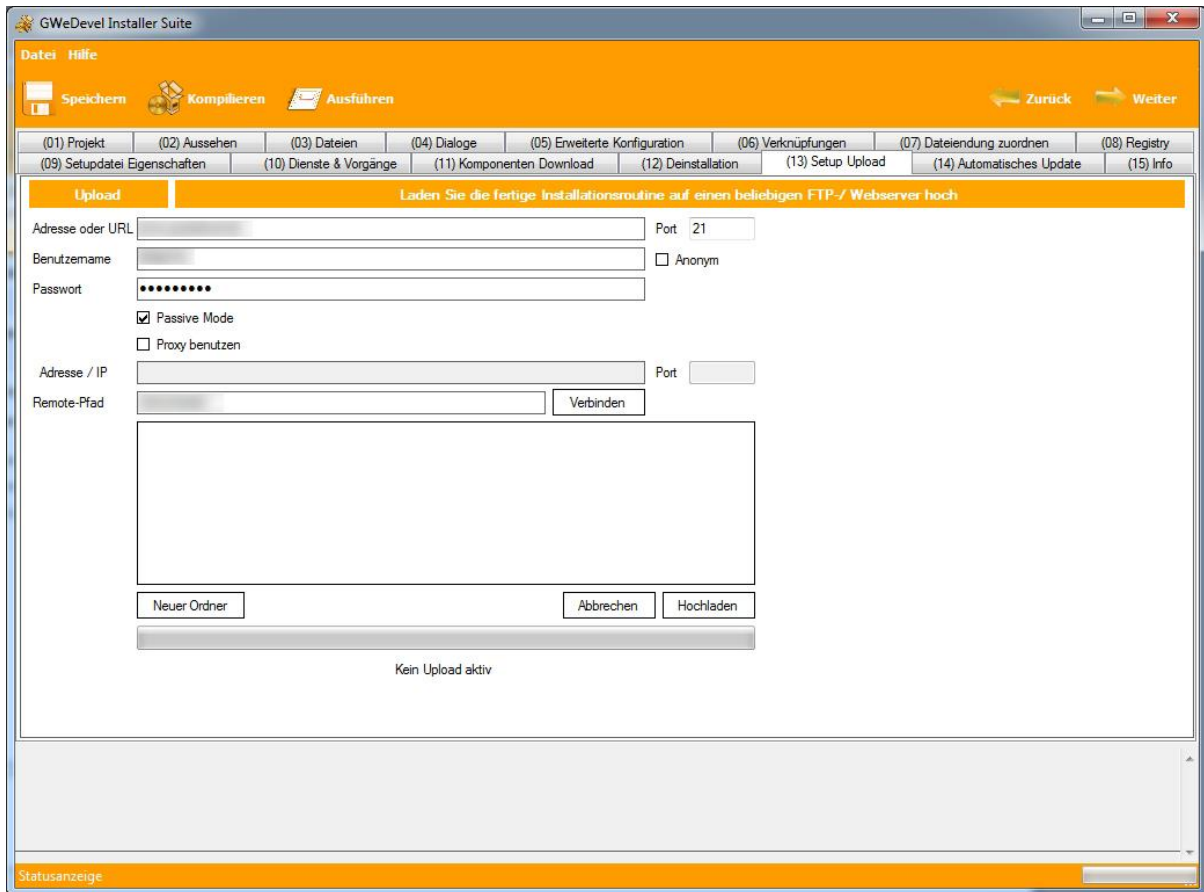 GWeDevel Installer Suite
Datei Hilfe
Speichern Kompilieren Ausführen Zurück Weiter
(01) Projekt (02) Aussehen (03) Dateien (04) Dialoge (05) Erweiterte Konfiguration (06) Verknüpfungen (07) Dateiendung zuordnen (08) Registry
(09) Setupdatei Eigenschaften (10) Dienste & Vorgänge (11) Komponenten Download (12) Deinstallation (13) Setup Upload (14) Automatisches Update (15) Info
Upload Laden Sie die fertige Installationsroutine auf einen beliebigen FTP-/ Webserver hoch
Adresse oder URL Port 21
Benutzername Anonym
Passwort
Passive Mode
Proxy benutzen
Adresse / IP Port
Remote-Pfad Verbinden
Neuer Ordner Abbrechen Hochladen
Kein Upload aktiv
Statusanzeige